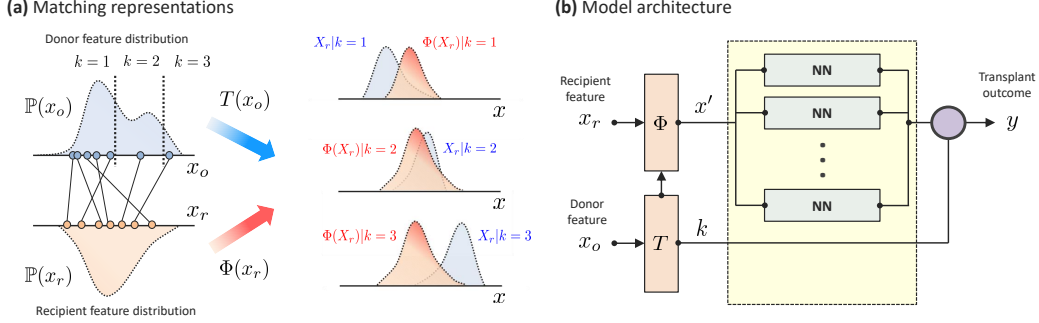 (a) Matching representations
Donor feature distribution
k = 1 k = 2 k = 3
ℙ(x_o)
x_o
x_r
ℙ(x_r)
Recipient feature distribution
T(x_o)
Φ(x_r)
X_r|k = 1 Φ(X_r)|k = 1
x
Φ(X_r)|k = 2 X_r|k = 2
x
Φ(X_r)|k = 3 X_r|k = 3
x
(b) Model architecture
Recipient
feature
x_r
Φ
x′
Donor
feature
x_o
T
k
NN
NN
NN
Transplant
outcome
y